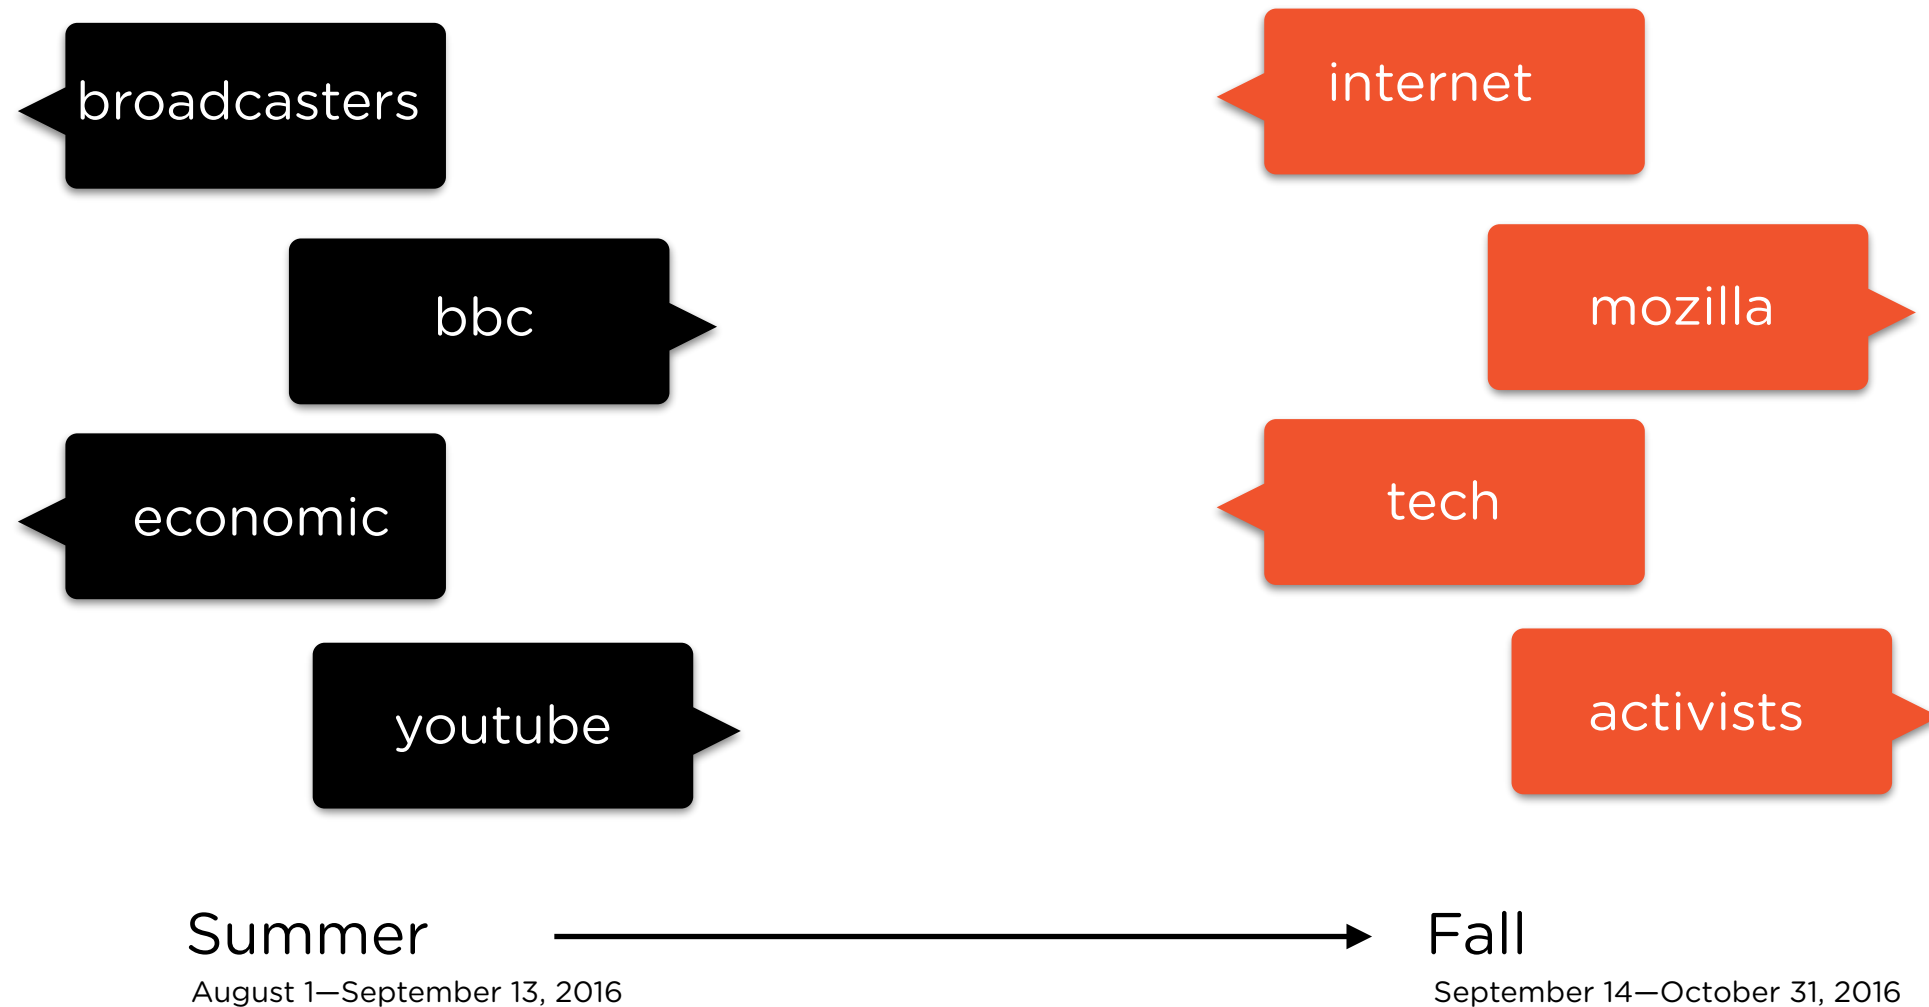 broadcasters
bbc
economic
youtube
internet
mozilla
tech
activists
Summer
August 1—September 13, 2016
Fall
September 14—October 31, 2016